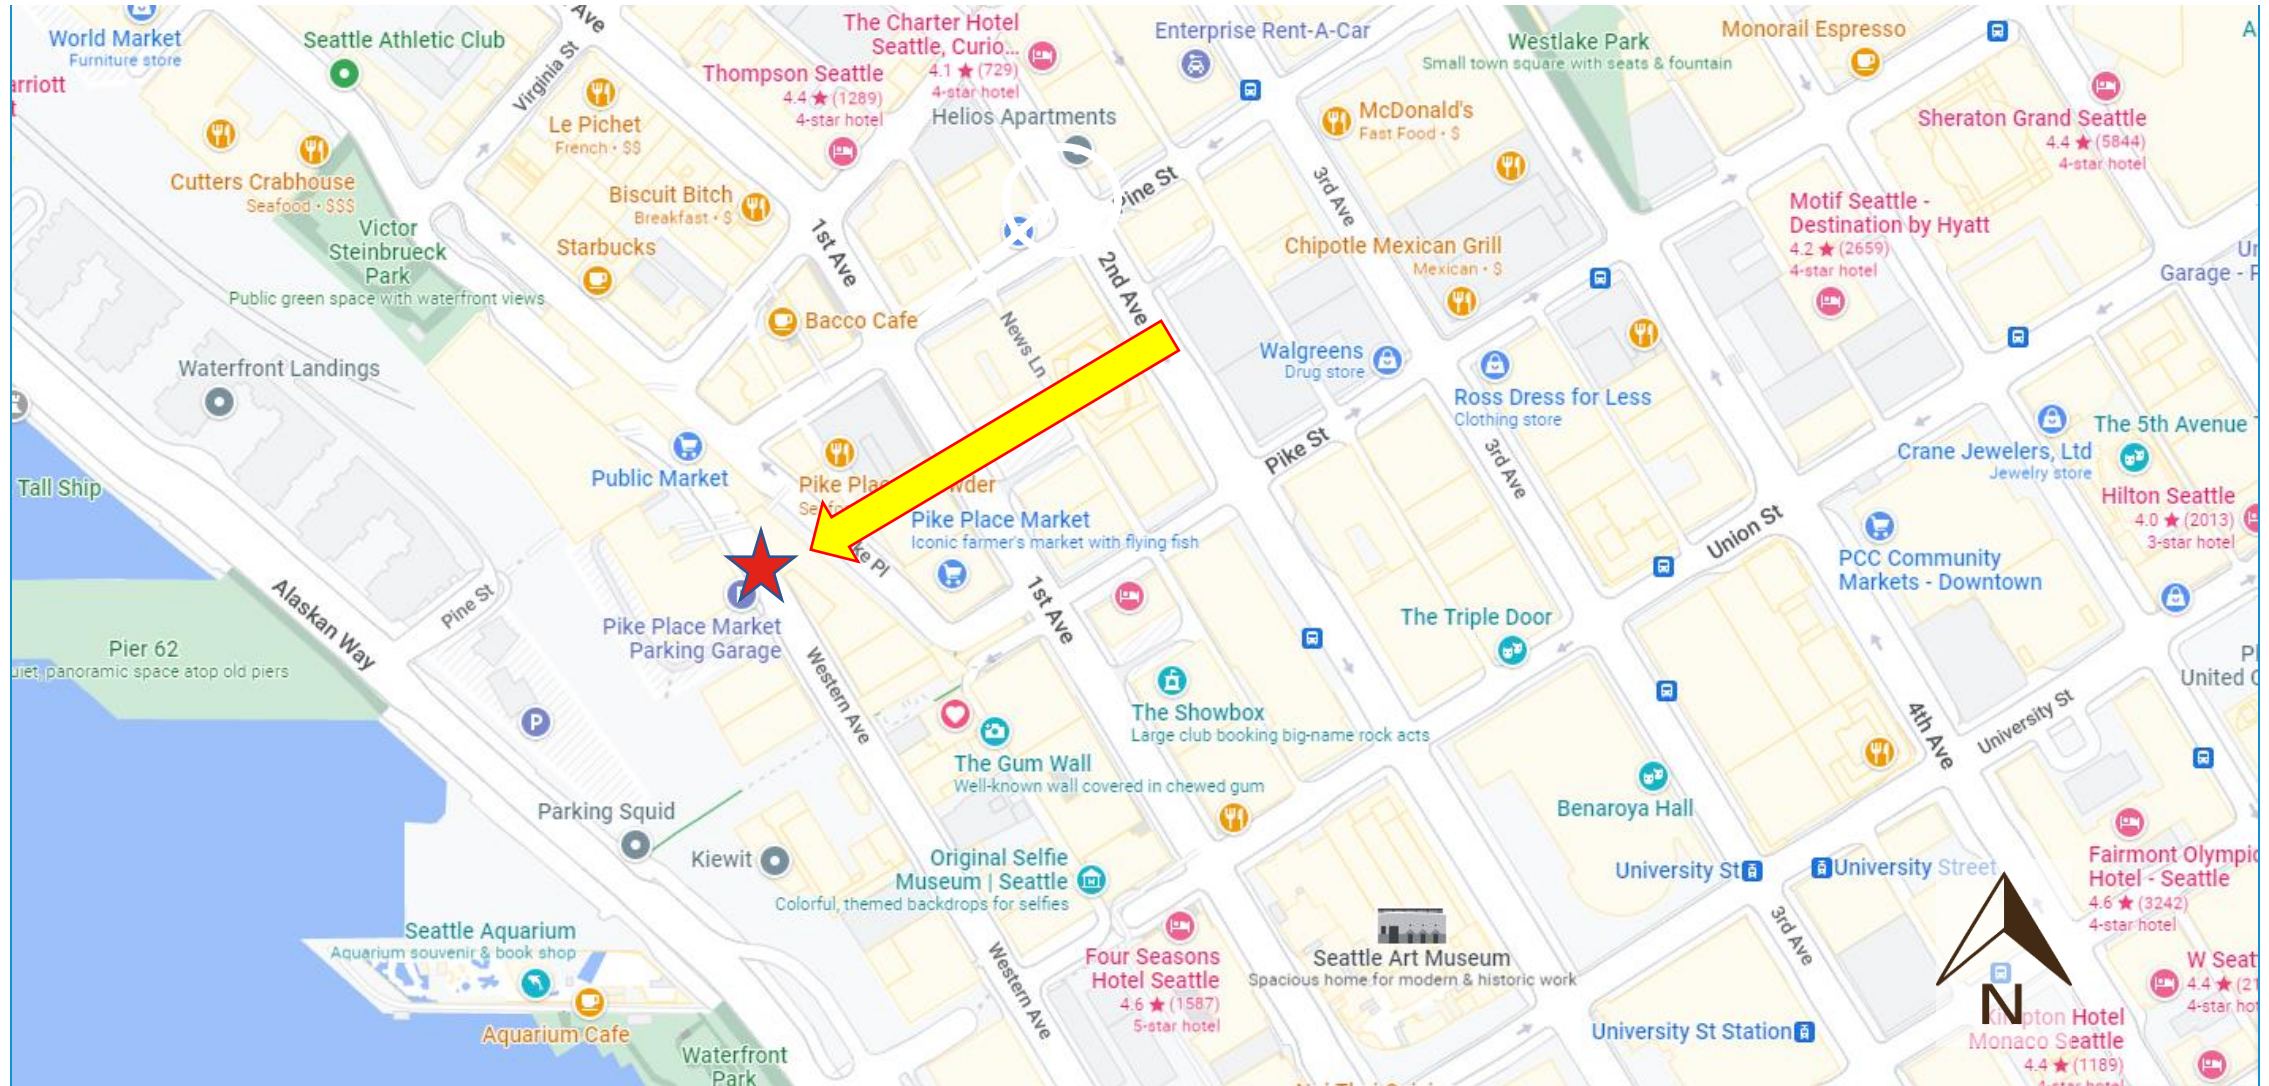 World Market
Furniture store
Seattle Athletic Club
Virginia St
Ave
The Charter Hotel
Seattle, Curio...
4.1 ★ (729)
4-star hotel
Thompson Seattle
4.4 ★ (1289)
4-star hotel
Helios Apartments
Enterprise Rent-A-Car
Westlake Park
Small town square with seats & fountain
Monorail Espresso
McDonald's
Fast Food • $
Sheraton Grand Seattle
4.4 ★ (5844)
4-star hotel
Le Pichet
French • $$
Cutters Crabhouse
Seafood • $$$
Biscuit Bitch
Breakfast • $
Starbucks
Victor
Steinbrueck
Park
Public green space with waterfront views
1st Ave
Pine St
3rd Ave
2nd Ave
Chipotle Mexican Grill
Mexican • $
Motif Seattle -
Destination by Hyatt
4.2 ★ (2659)
4-star hotel
Garage -
Bacco Cafe
News Ln
Waterfront Landings
Walgreens
Drug store
Ross Dress for Less
Clothing store
Pike St
3rd Ave
Crane Jewelers, Ltd
Jewelry store
The 5th Avenue
Hilton Seattle
4.0 ★ (2013)
3-star hotel
Public Market
Tall Ship
Pike Place Market
Iconic farmer's market with flying fish
Union St
PCC Community
Markets - Downtown
Alaskan Way
Pine St
Pier 62
panoramic space atop old piers
P
Pike Place Market
Parking Garage
Western Ave
1st Ave
The Triple Door
United
The Showbox
Large club booking big-name rock acts
4th Ave
University St
P
The Gum Wall
Well-known wall covered in chewed gum
Benaroya Hall
Parking Squid
Kiewit
Original Selfie
Museum | Seattle
Colorful, themed backdrops for selfies
University St
University Street
Fairmont Olympic
Hotel - Seattle
4.6 ★ (3242)
4-star hotel
3rd Ave
Seattle Aquarium
Aquarium souvenir & book shop
Aquarium Cafe
Western Ave
Four Seasons
Hotel Seattle
4.6 ★ (1587)
5-star hotel
Seattle Art Museum
Spacious home for modern & historic work
W Seat
4.4 ★ (21
4-star hot
N
University St Station
Hotel
Monaco Seattle
4.4 ★ (1189)
Waterfront
Park